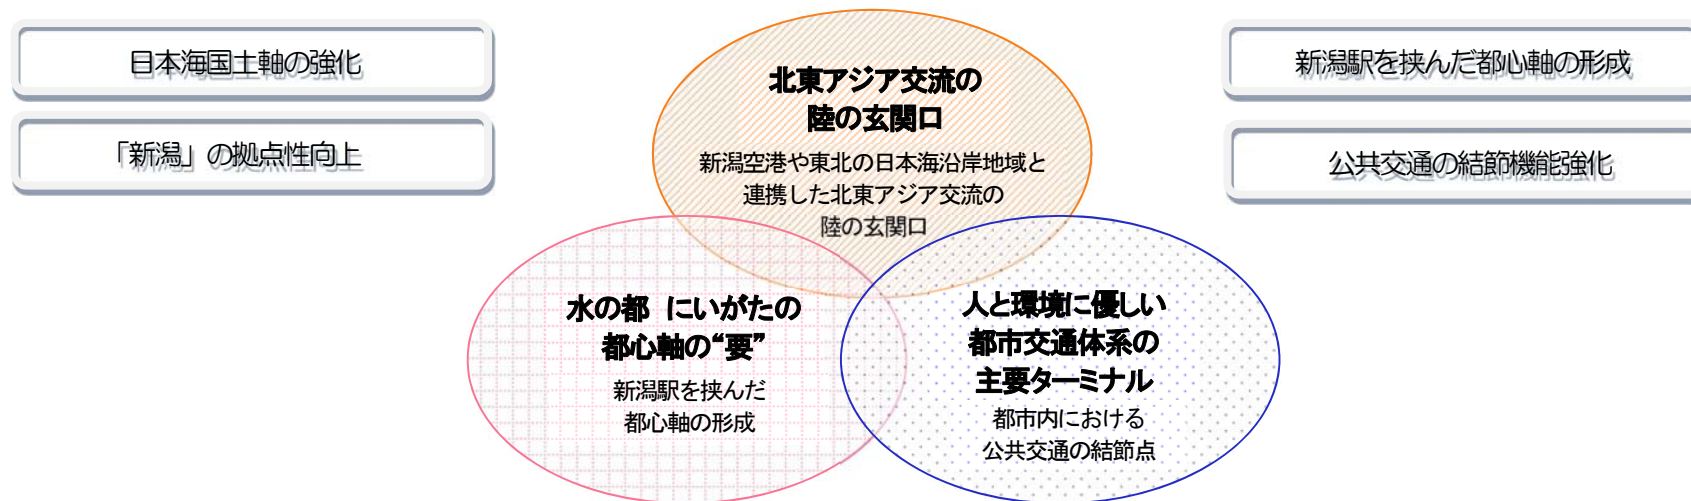 日本海国土軸の強化
「新潟」の拠点性向上
北東アジア交流の
陸の玄関口
新潟空港や東北の日本海沿岸地域と
連携した北東アジア交流の
陸の玄関口
新潟駅を挟んだ都心軸の形成
公共交通の結節機能強化
水の都 にいがたの
都心軸の“要”
新潟駅を挟んだ
都心軸の形成
人と環境に優しい
都市交通体系の
主要ターミナル
都市内における
公共交通の結節点